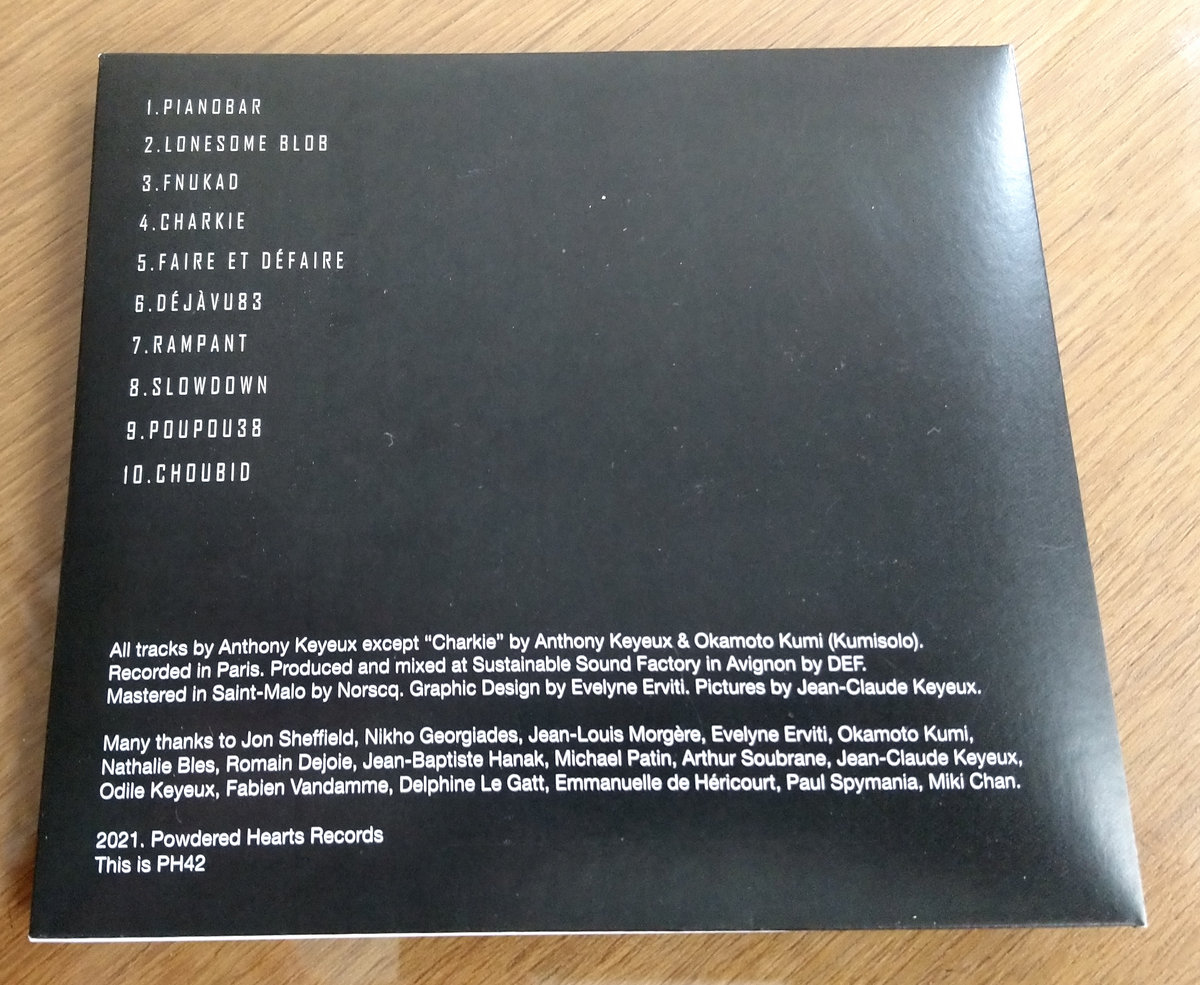 1.PIANOBAR
2.LONESOME BLOB
3.FNUKAD
4.CHARKIE
5.FAIRE ET DÉFAIRE
6.DÉJÀVU83
7.RAMPANT
8.SLOWDOWN
9.POUPOU38
10.CHOUBID
All tracks by Anthony Keyeux except “Charkie” by Anthony Keyeux & Okamoto Kumi (Kumisolo).
Recorded in Paris. Produced and mixed at Sustainable Sound Factory in Avignon by DEF.
Mastered in Saint-Malo by Norscq. Graphic Design by Evelyne Erviti. Pictures by Jean-Claude Keyeux.
Many thanks to Jon Sheffield, Nikho Georgiades, Jean-Louis Morgère, Evelyne Erviti, Okamoto Kumi,
Nathalie Bles, Romain Dejoie, Jean-Baptiste Hanak, Michael Patin, Arthur Soubrane, Jean-Claude Keyeux,
Odile Keyeux, Fabien Vandamme, Delphine Le Gatt, Emmanuelle de Héricourt, Paul Spymania, Miki Chan.
2021. Powdered Hearts Records
This is PH42